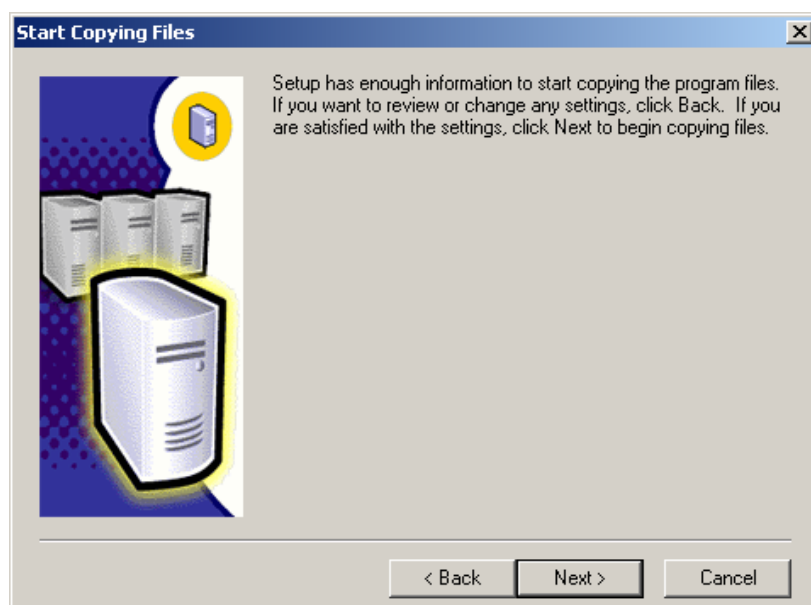 Start Copying Files
Setup has enough information to start copying the program files.
If you want to review or change any settings, click Back.  If you
are satisfied with the settings, click Next to begin copying files.
< Back
Next >
Cancel